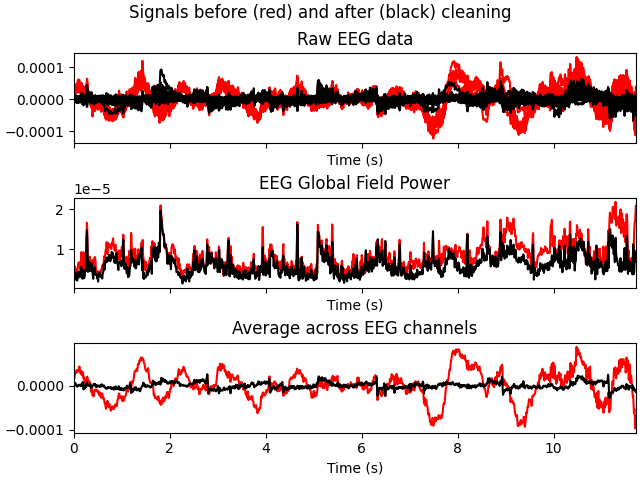 Signals before (red) and after (black) cleaning
Raw EEG data
0.0001
0.0000
−0.0001
Time (s)
EEG Global Field Power
1e−5
2
1
Time (s)
Average across EEG channels
0.0000
−0.0001
0 2 4 6 8 10
Time (s)